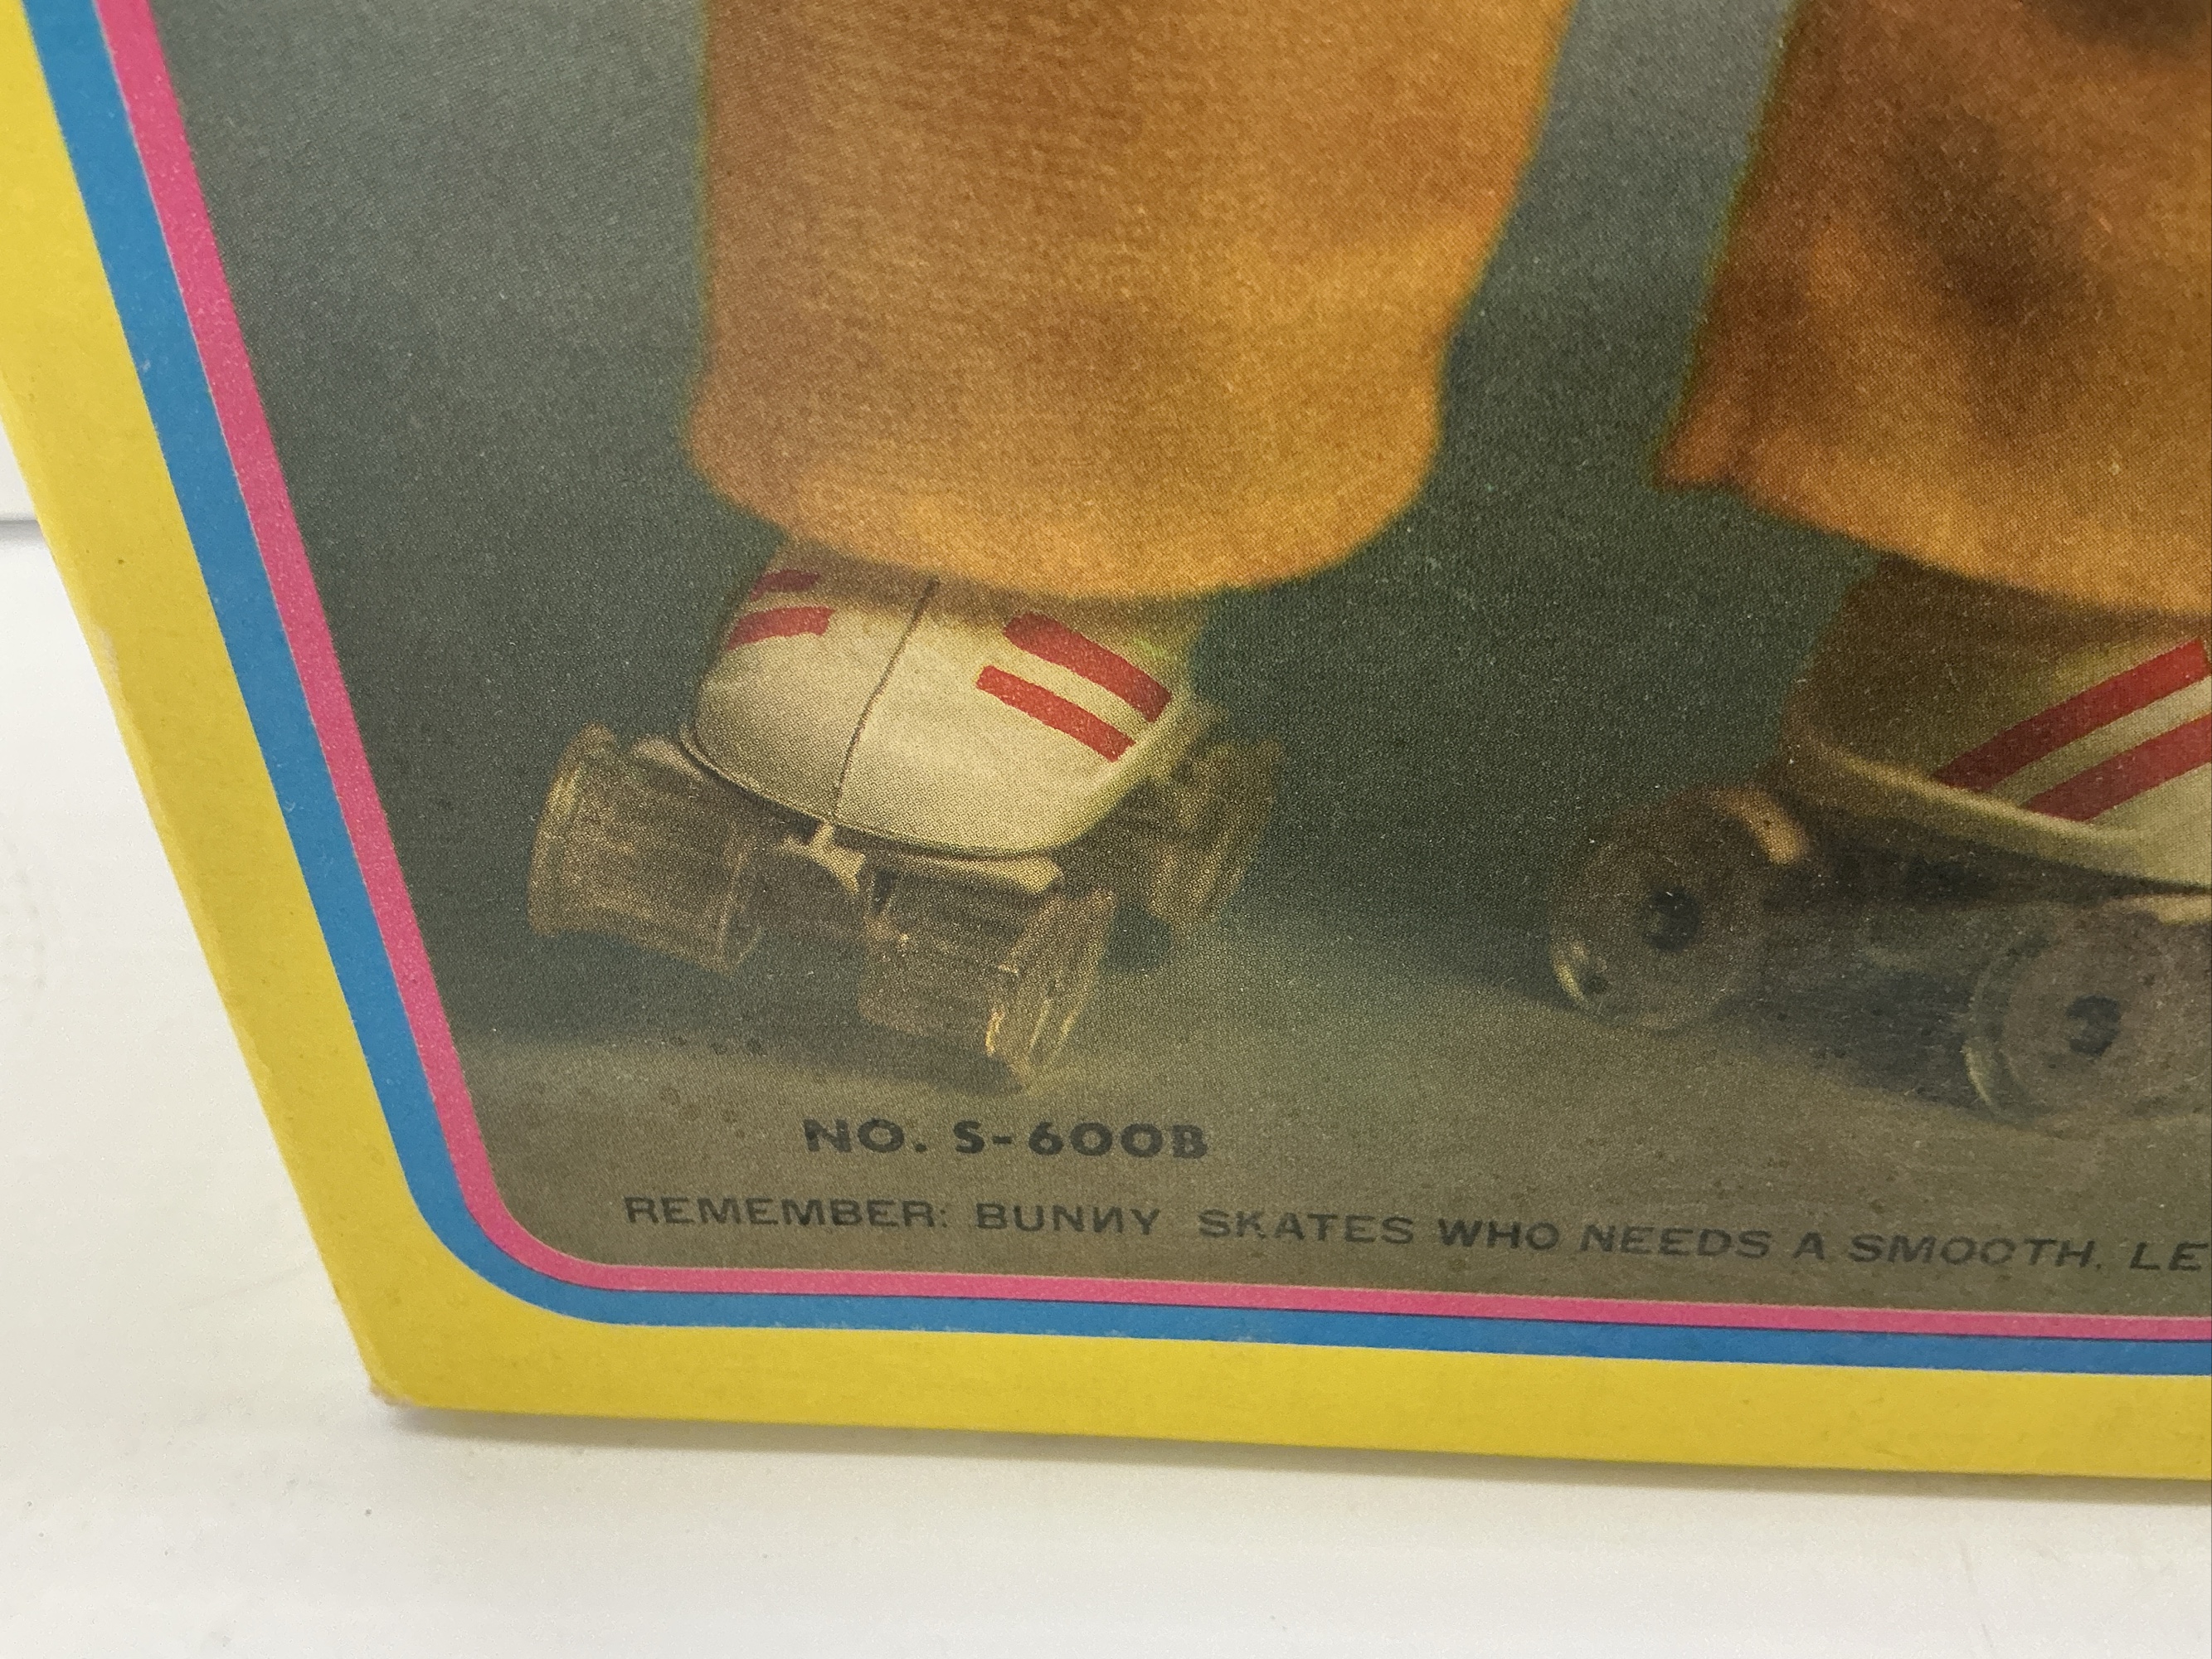 NO. S-600B
REMEMBER: BUNNY SKATES WHO NEEDS A SMOOTH. LE